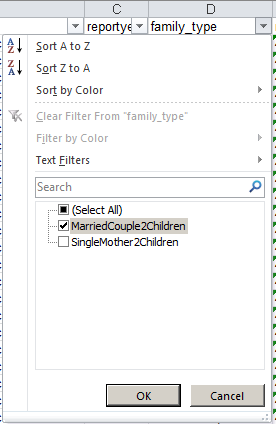 C D
reportye family_type
Sort A to Z
Sort Z to A
Sort by Color
Clear Filter From "family_type"
Filter by Color
Text Filters
Search
(Select All)
MarriedCouple2Children
SingleMother2Children
OK Cancel